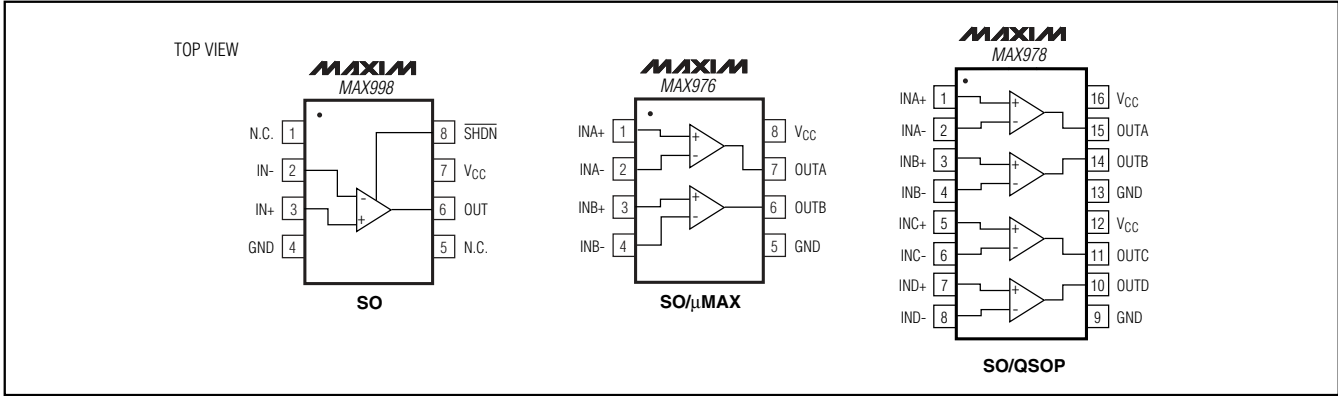 TOP VIEW
MAXIM
MAX998
N.C. 1
IN- 2
IN+ 3
GND 4
8 SHDN
7 VCC
6 OUT
5 N.C.
- +
SO
MAXIM
MAX976
INA+ 1
INA- 2
INB+ 3
INB- 4
8 VCC
7 OUTA
6 OUTB
5 GND
+ -
+ -
SO/µMAX
MAXIM
MAX978
INA+ 1
INA- 2
INB+ 3
INB- 4
INC+ 5
INC- 6
IND+ 7
IND- 8
16 VCC
15 OUTA
14 OUTB
13 GND
12 VCC
11 OUTC
10 OUTD
9 GND
+ -
+ -
+ -
+ -
SO/QSOP